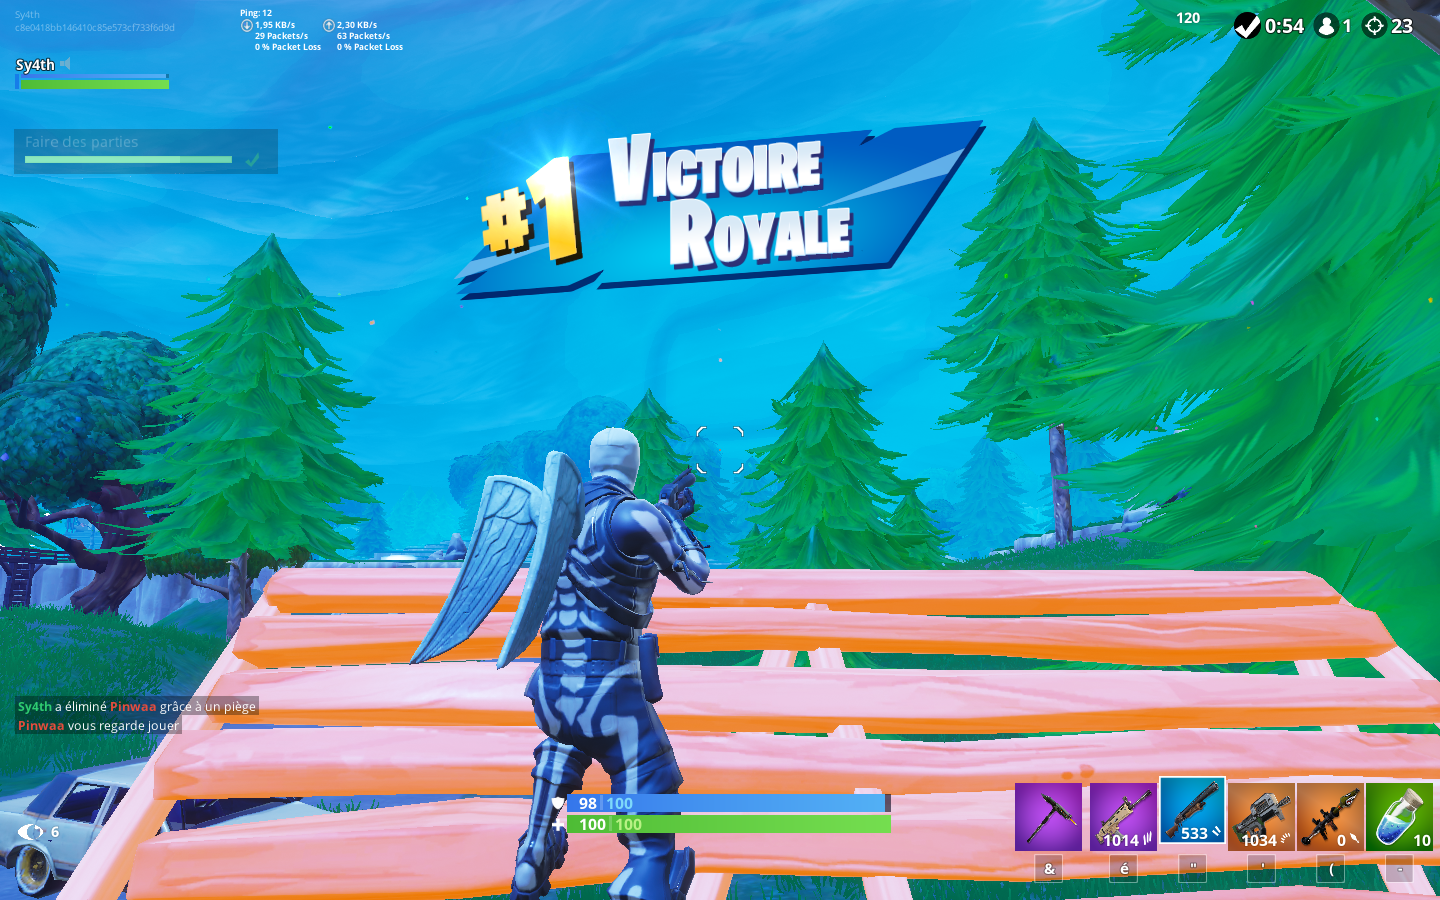 Sy4th
c8e0418bb146410c85e573cf733f6d9d
Ping: 12
1,95 KB/s 2,30 KB/s
29 Packets/s 63 Packets/s
0 % Packet Loss 0 % Packet Loss
120
0:54 1 23
Sy4th
Faire des parties
#1 VICTOIRE
ROYALE
Sy4th a éliminé Pinwaa grâce à un piège
Pinwaa vous regarde jouer
6
98 | 100
100 | 100
1014 533 1034 0 10
& é " ' ( -